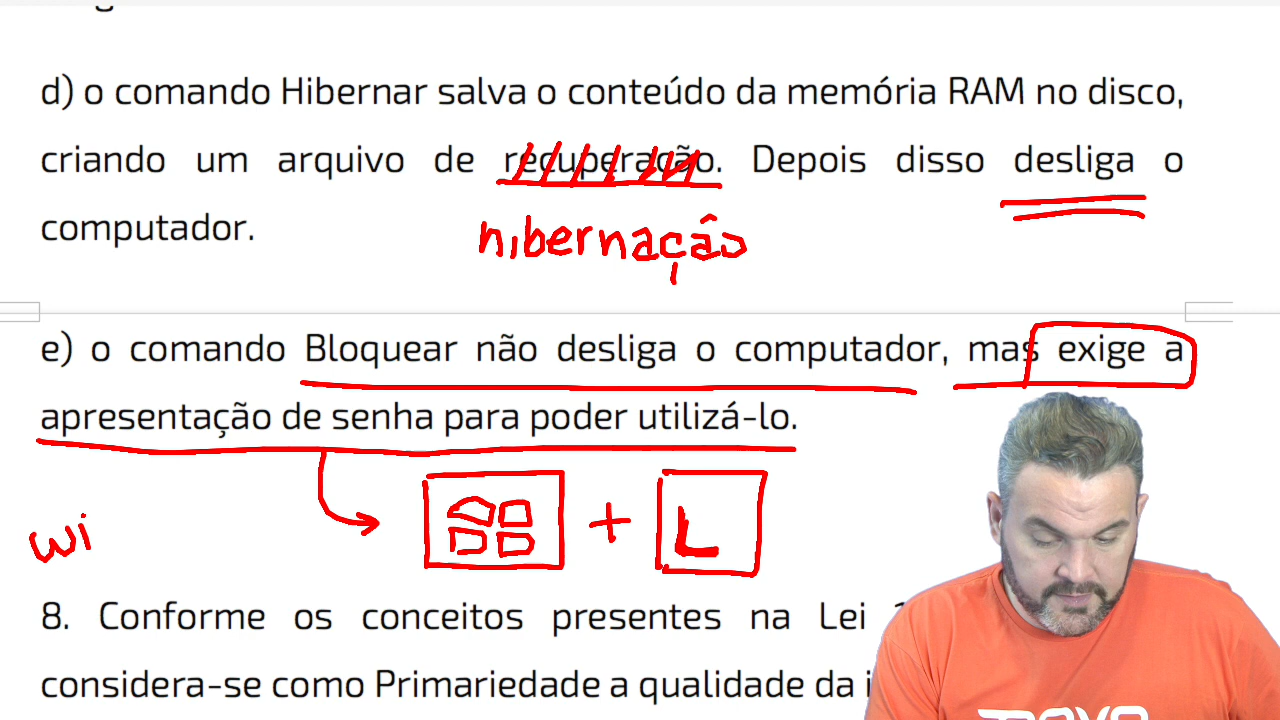 d) o comando Hibernar salva o conteúdo da memória RAM no disco,
criando um arquivo de recuperação. Depois disso desliga o
computador.
hibernação
e) o comando Bloquear não desliga o computador, mas exige a
apresentação de senha para poder utilizá-lo.
+ L
wi
8. Conforme os conceitos presentes na Lei
considera-se como Primariedade a qualidade da